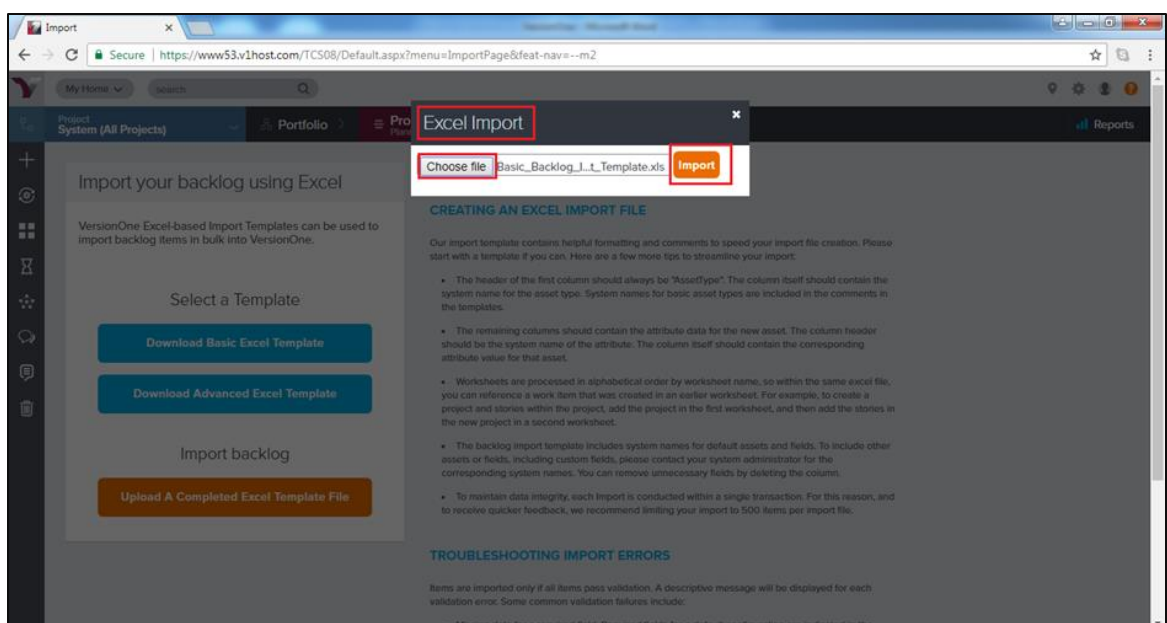 Import
VersionOne - Microsoft Word
Secure | https://www53.v1host.com/TCS08/Default.aspx?menu=ImportPage&feat-nav=--m2
My Home
search
Project
System (All Projects)
Portfolio
Pro
Reports
Excel Import
Choose file Basic_Backlog_I...t_Template.xls Import
Import your backlog using Excel
VersionOne Excel-based Import Templates can be used to
import backlog items in bulk into VersionOne.
Select a Template
Download Basic Excel Template
Download Advanced Excel Template
Import backlog
Upload A Completed Excel Template File
CREATING AN EXCEL IMPORT FILE
Our import template contains helpful formatting and comments to speed your import file creation. Please
start with a template if you can. Here are a few more tips to streamline your import:
• The header of the first column should always be "AssetType". The column itself should contain the
system name for the asset type. System names for basic asset types are included in the comments in
the templates.
• The remaining columns should contain the attribute data for the new asset. The column header
should be the system name of the attribute. The column itself should contain the corresponding
attribute value for that asset.
• Worksheets are processed in alphabetical order by worksheet name, so within the same excel file,
you can reference a work item that was created in an earlier worksheet. For example, to create a
project and stories within the project, add the project in the first worksheet, and then add the stories in
the new project in a second worksheet.
• The backlog import template includes system names for default assets and fields. To include other
assets or fields, including custom fields, please contact your system administrator for the
corresponding system names. You can remove unnecessary fields by deleting the column.
• To maintain data integrity, each Import is conducted within a single transaction. For this reason, and
to receive quicker feedback, we recommend limiting your import to 500 items per import file.
TROUBLESHOOTING IMPORT ERRORS
Items are imported only if all items pass validation. A descriptive message will be displayed for each
validation error. Some common validation failures include: